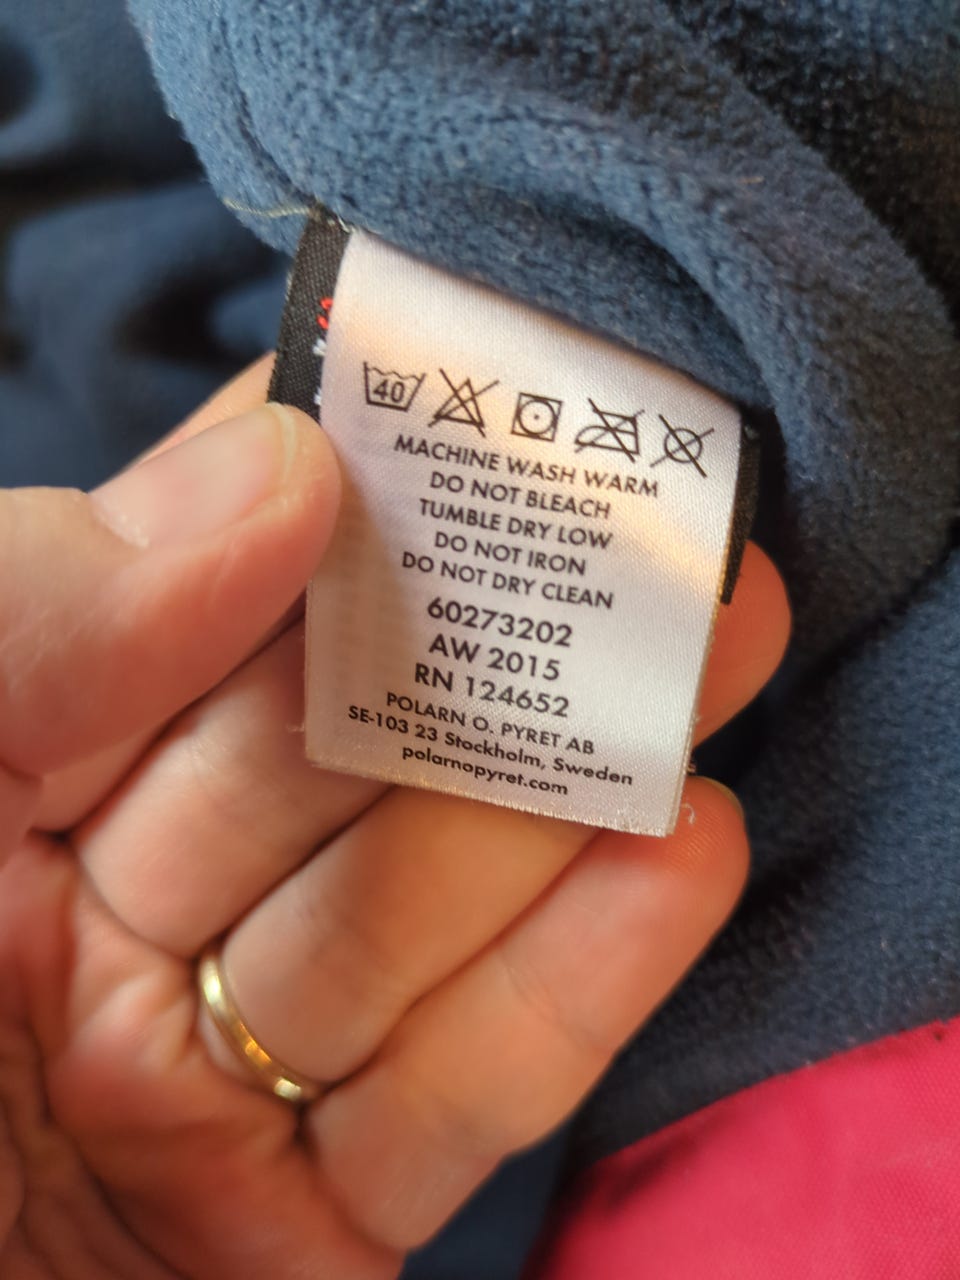 40
MACHINE WASH WARM
DO NOT BLEACH
TUMBLE DRY LOW
DO NOT IRON
DO NOT DRY CLEAN
60273202
AW 2015
RN 124652
POLARN O. PYRET AB
SE-103 23 Stockholm, Sweden
polarnopyret.com